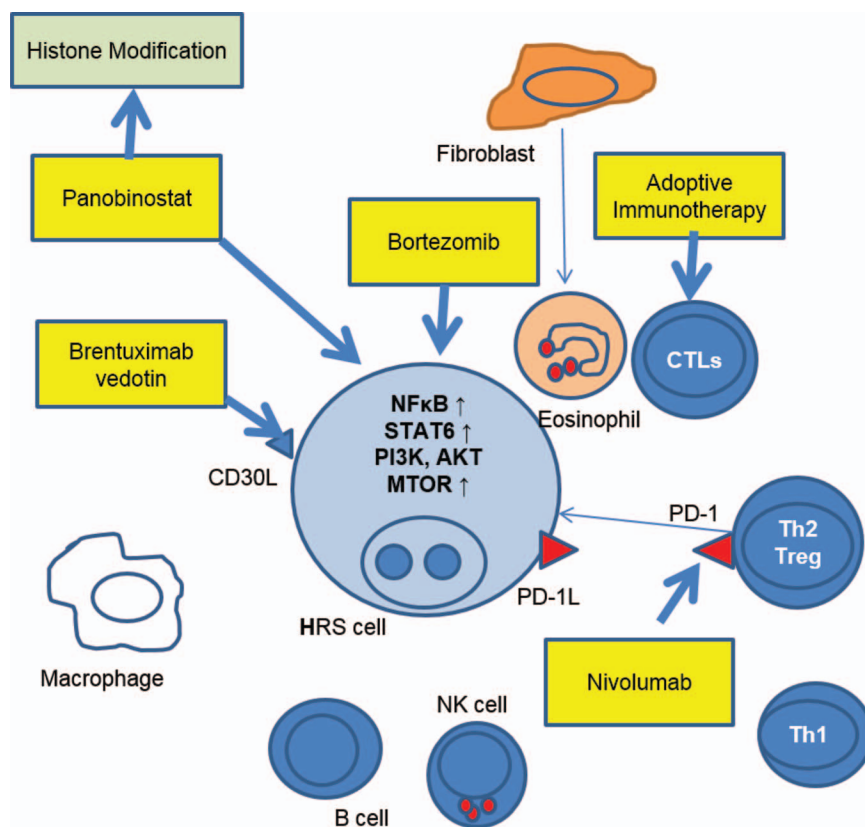 Histone Modification
Fibroblast
Panobinostat
Adoptive
Immunotherapy
Bortezomib
Brentuximab
vedotin
CTLs
NFκB ↑
STAT6 ↑
PI3K, AKT
MTOR ↑
Eosinophil
CD30L
PD-1
Th2
Treg
PD-1L
HRS cell
Macrophage
Nivolumab
NK cell
Th1
B cell